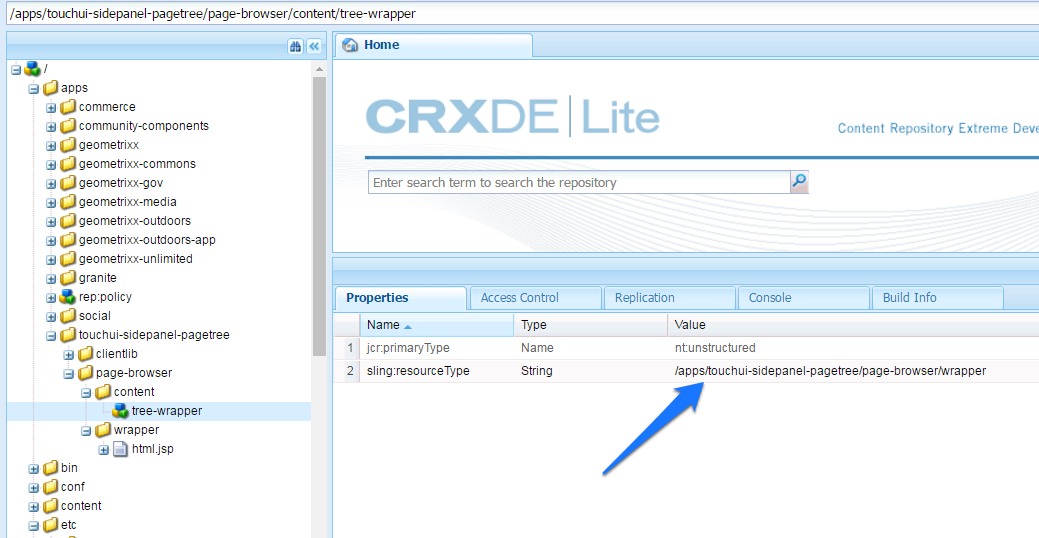 /apps/touchui-sidepanel-pagetree/page-browser/content/tree-wrapper
/
apps
commerce
community-components
geometrixx
geometrixx-commons
geometrixx-gov
geometrixx-media
geometrixx-outdoors
geometrixx-outdoors-app
geometrixx-unlimited
granite
rep:policy
social
touchui-sidepanel-pagetree
clientlib
page-browser
content
tree-wrapper
wrapper
html.jsp
bin
conf
content
etc
Home
CRXDE | Lite
Content Repository Extreme Deve
Enter search term to search the repository
Properties Access Control Replication Console Build Info
Name Type Value
1 jcr:primaryType Name nt:unstructured
2 sling:resourceType String /apps/touchui-sidepanel-pagetree/page-browser/wrapper